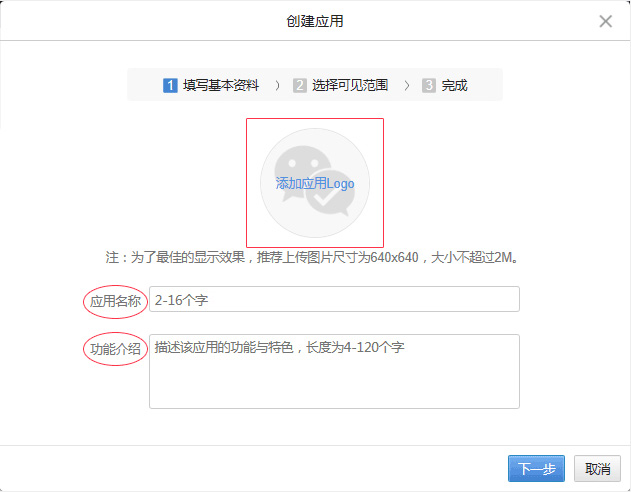 创建应用
1 填写基本资料 〉 2 选择可见范围 〉 3 完成
添加应用Logo
注：为了最佳的显示效果，推荐上传图片尺寸为640x640，大小不超过2M。
应用名称 2-16个字
功能介绍 描述该应用的功能与特色，长度为4-120个字
下一步 取消